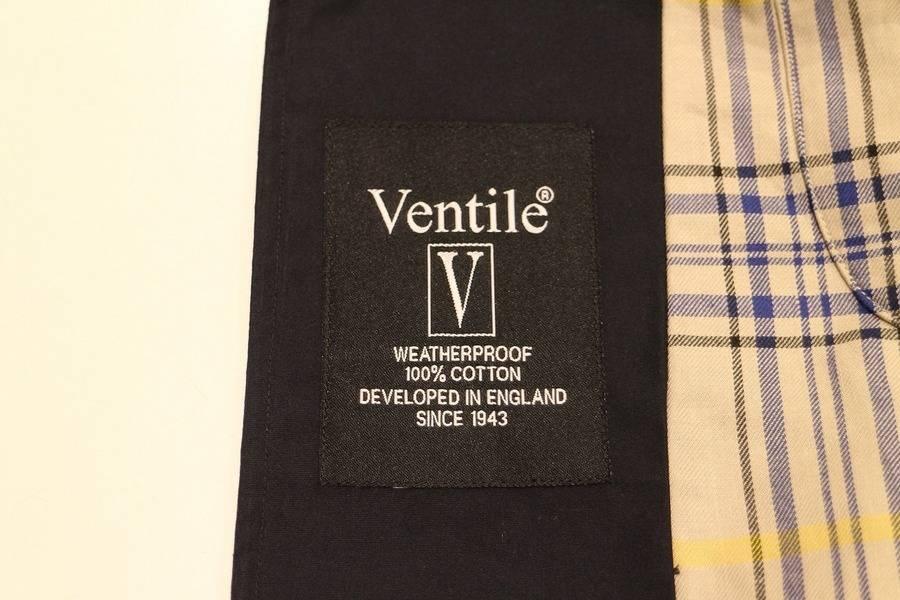 Ventile®
V
WEATHERPROOF
100% COTTON
DEVELOPED IN ENGLAND
SINCE 1943